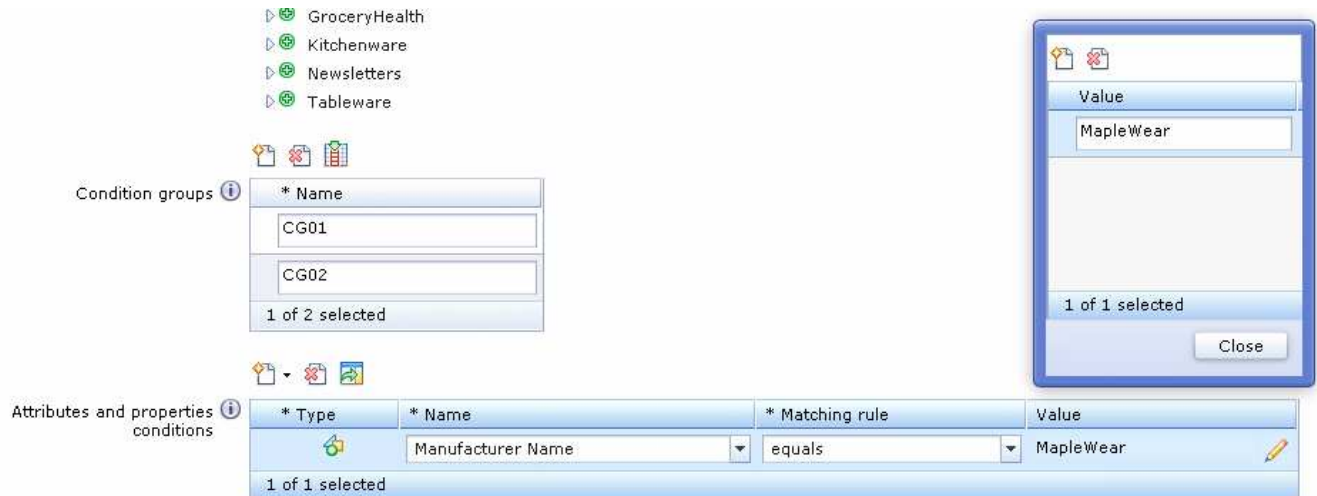 GroceryHealth
Kitchenware
Newsletters
Tableware
Value
MapleWear
1 of 1 selected
Close
Condition groups
* Name
CG01
CG02
1 of 2 selected
Attributes and properties conditions
* Type * Name * Matching rule Value
Manufacturer Name equals MapleWear
1 of 1 selected